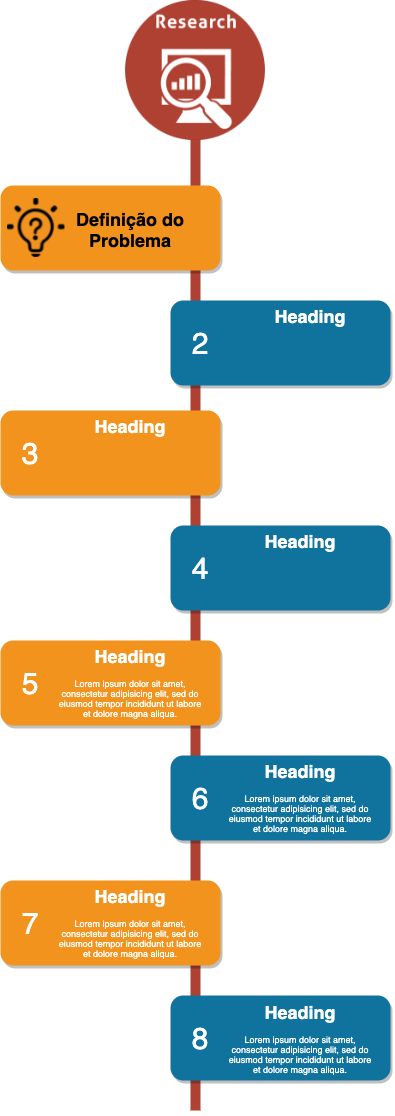 Research
?
Definição do
Problema
Heading
2
Heading
3
Heading
4
Heading
5
Lorem ipsum dolor sit amet,
consectetur adipisicing elit, sed do
eiusmod tempor incididunt ut labore
et dolore magna aliqua.
Heading
6
Lorem ipsum dolor sit amet,
consectetur adipisicing elit, sed do
eiusmod tempor incididunt ut labore
et dolore magna aliqua.
Heading
7
Lorem ipsum dolor sit amet,
consectetur adipisicing elit, sed do
eiusmod tempor incididunt ut labore
et dolore magna aliqua.
Heading
8
Lorem ipsum dolor sit amet,
consectetur adipisicing elit, sed do
eiusmod tempor incididunt ut labore
et dolore magna aliqua.